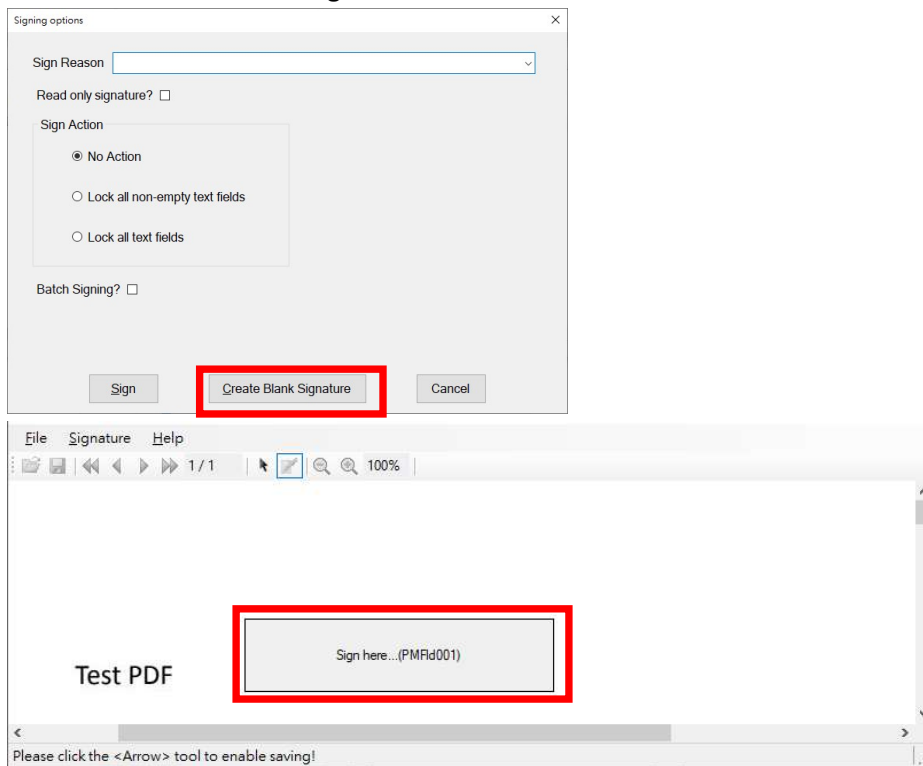 Signing options
Sign Reason
Read only signature?
Sign Action
No Action
Lock all non-empty text fields
Lock all text fields
Batch Signing?
Sign Create Blank Signature Cancel
File Signature Help
1 / 1 100%
Sign here...(PMFld001)
Test PDF
Please click the <Arrow> tool to enable saving!